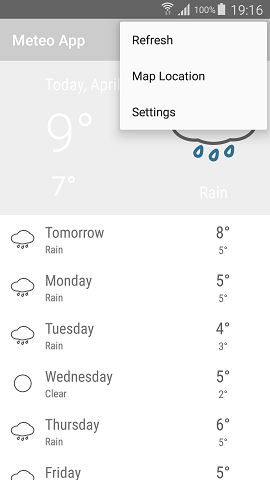 100% 19:16
Meteo App
Refresh
Map Location
Settings
Today, April
9°
7°
Rain
Tomorrow 8°
Rain 5°
Monday 5°
Rain 5°
Tuesday 4°
Rain 3°
Wednesday 5°
Clear 2°
Thursday 6°
Rain 5°
Friday 5°